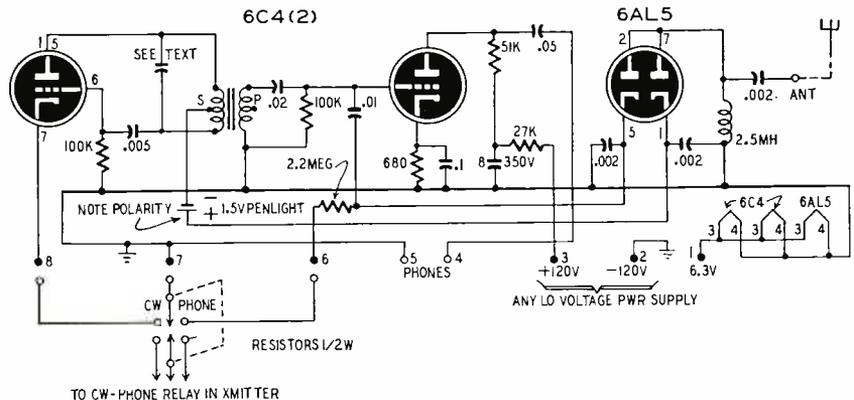 6C4(2)
6AL5
1 5
SEE TEXT
6
7
S
P
.02
100K
.01
100K
.005
51K
.05
2 7
.002
ANT
2.5MH
2.2MEG
680
.1
8
350V
27K
.002
5
1
.002
NOTE POLARITY
– + 1.5V PENLIGHT
6C4
6AL5
3 4 3 4 3 4
8
7
6
5
4
PHONES
3
+120V
2
–120V
1
6.3V
ANY LO VOLTAGE PWR SUPPLY
CW PHONE
RESISTORS 1/2W
TO CW-PHONE RELAY IN XMITTER